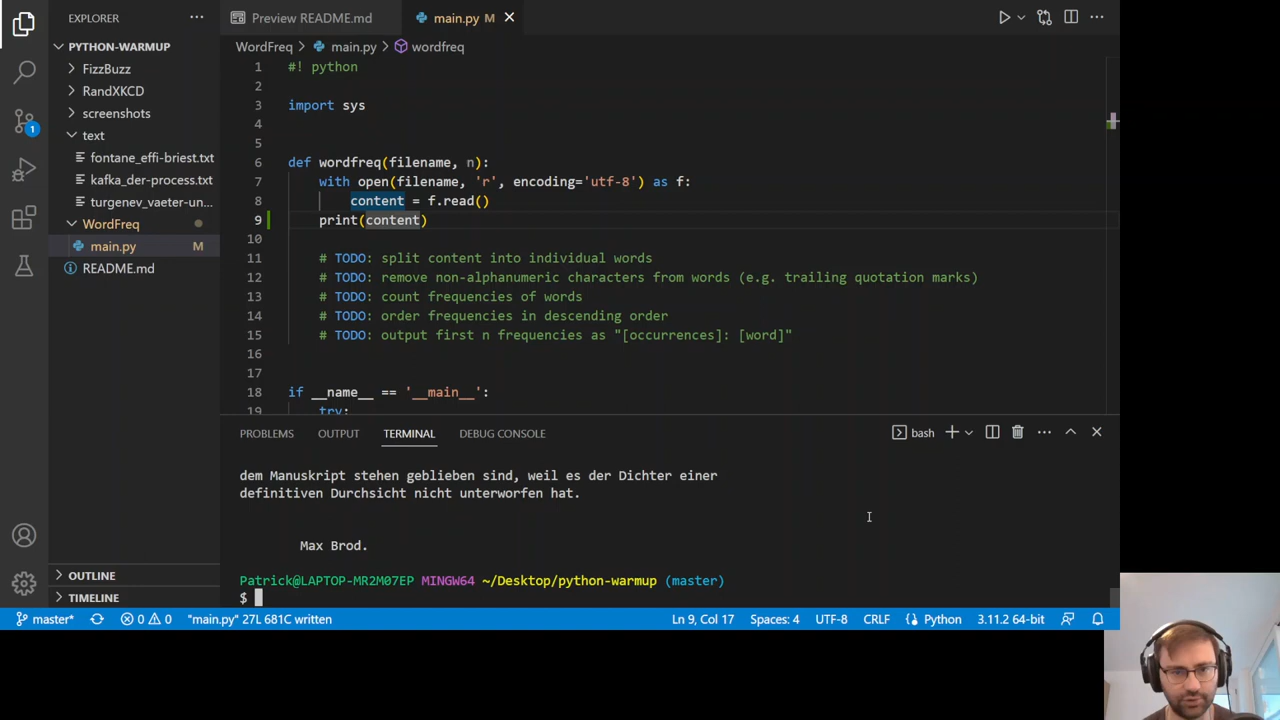 EXPLORER
PYTHON-WARMUP
FizzBuzz
RandXKCD
screenshots
text
fontane_effi-briest.txt
kafka_der-process.txt
turgenev_vaeter-un...
WordFreq
main.py M
README.md
OUTLINE
TIMELINE
Preview README.md
main.py M
WordFreq > main.py > wordfreq
1 #! python
2
3 import sys
4
5
6 def wordfreq(filename, n):
7 with open(filename, 'r', encoding='utf-8') as f:
8 content = f.read()
9 print(content)
10
11 # TODO: split content into individual words
12 # TODO: remove non-alphanumeric characters from words (e.g. trailing quotation marks)
13 # TODO: count frequencies of words
14 # TODO: order frequencies in descending order
15 # TODO: output first n frequencies as "[occurrences]: [word]"
16
17
18 if __name__ == '__main__':
19 try:
PROBLEMS OUTPUT TERMINAL DEBUG CONSOLE
bash
dem Manuskript stehen geblieben sind, weil es der Dichter einer
definitiven Durchsicht nicht unterworfen hat.
Max Brod.
Patrick@LAPTOP-MR2M07EP MINGW64 ~/Desktop/python-warmup (master)
$
1
master* 0 0 "main.py" 27L 681C written Ln 9, Col 17 Spaces: 4 UTF-8 CRLF Python 3.11.2 64-bit